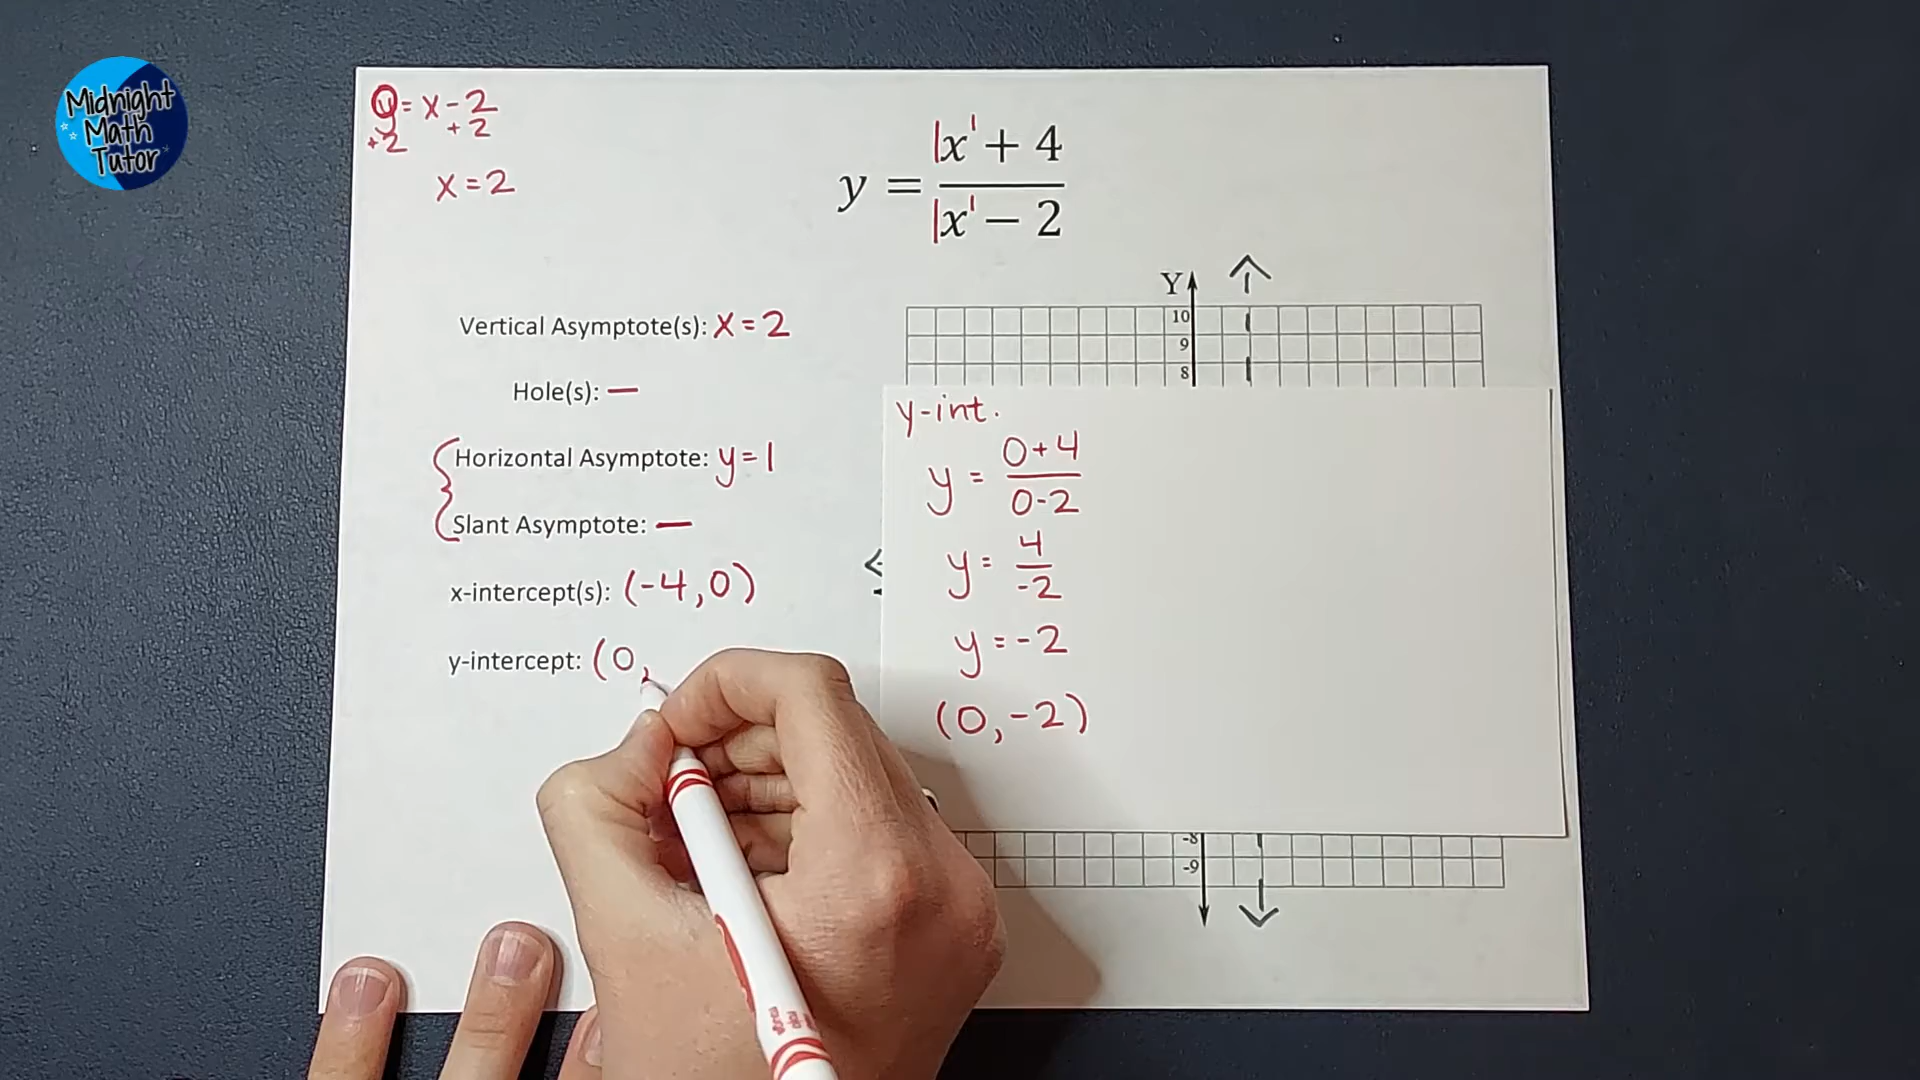 Midnight
Math
Tutor
y = x - 2
+2 +2
x = 2
y = 1x¹ + 4 / 1x¹ − 2
Vertical Asymptote(s): x = 2
Hole(s): —
Horizontal Asymptote: y = 1
Slant Asymptote: —
x-intercept(s): (-4, 0)
y-intercept: (0,
Y
10
9
8
y-int.
y = 0+4 / 0-2
y = 4 / -2
y = -2
(0, -2)
-8
-9